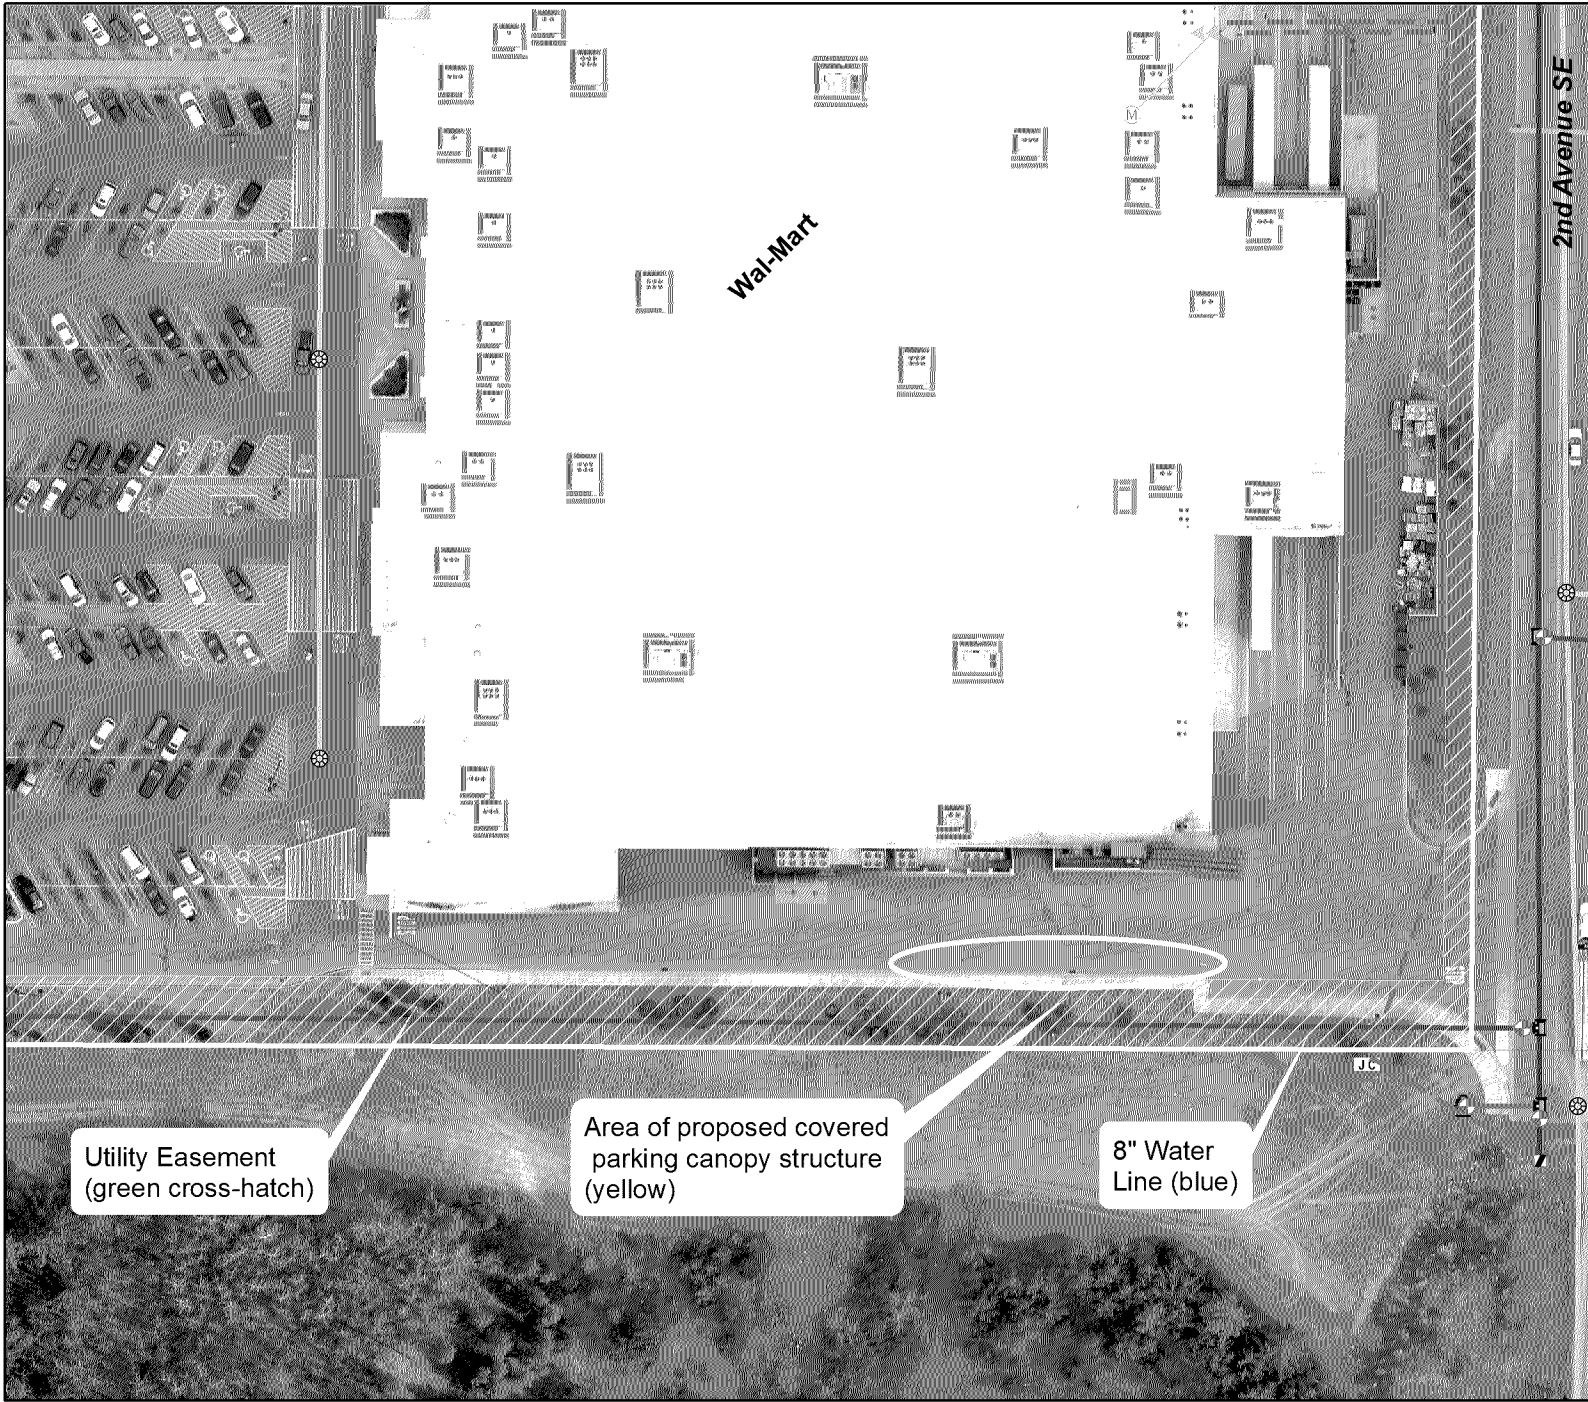 2nd Avenue SE
Wal-Mart
M
J C
Utility Easement
(green cross-hatch)
Area of proposed covered
parking canopy structure
(yellow)
8" Water
Line (blue)